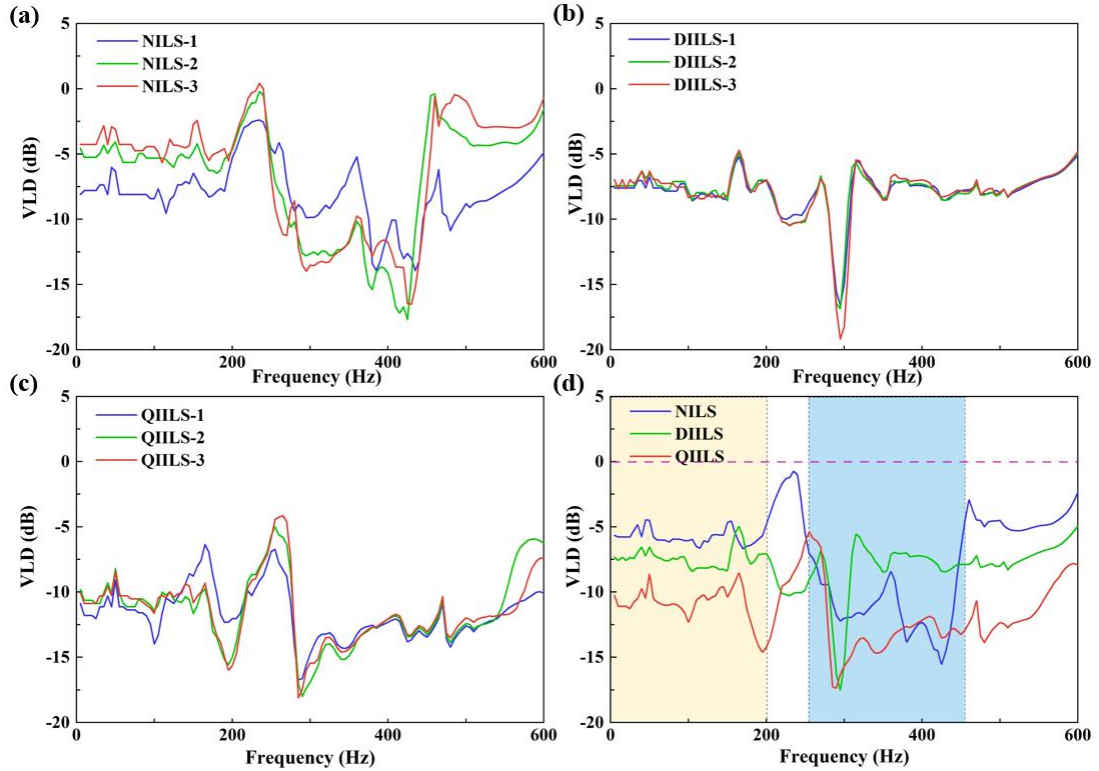 (a)
5
0
-5
-10
-15
-20
VLD (dB)
NILS-1
NILS-2
NILS-3
0 200 400 600
Frequency (Hz)
(b)
5
0
-5
-10
-15
-20
VLD (dB)
DIILS-1
DIILS-2
DIILS-3
0 200 400 600
Frequency (Hz)
(c)
5
0
-5
-10
-15
-20
VLD (dB)
QIILS-1
QIILS-2
QIILS-3
0 200 400 600
Frequency (Hz)
(d)
5
0
-5
-10
-15
-20
VLD (dB)
NILS
DIILS
QIILS
0 200 400 600
Frequency (Hz)